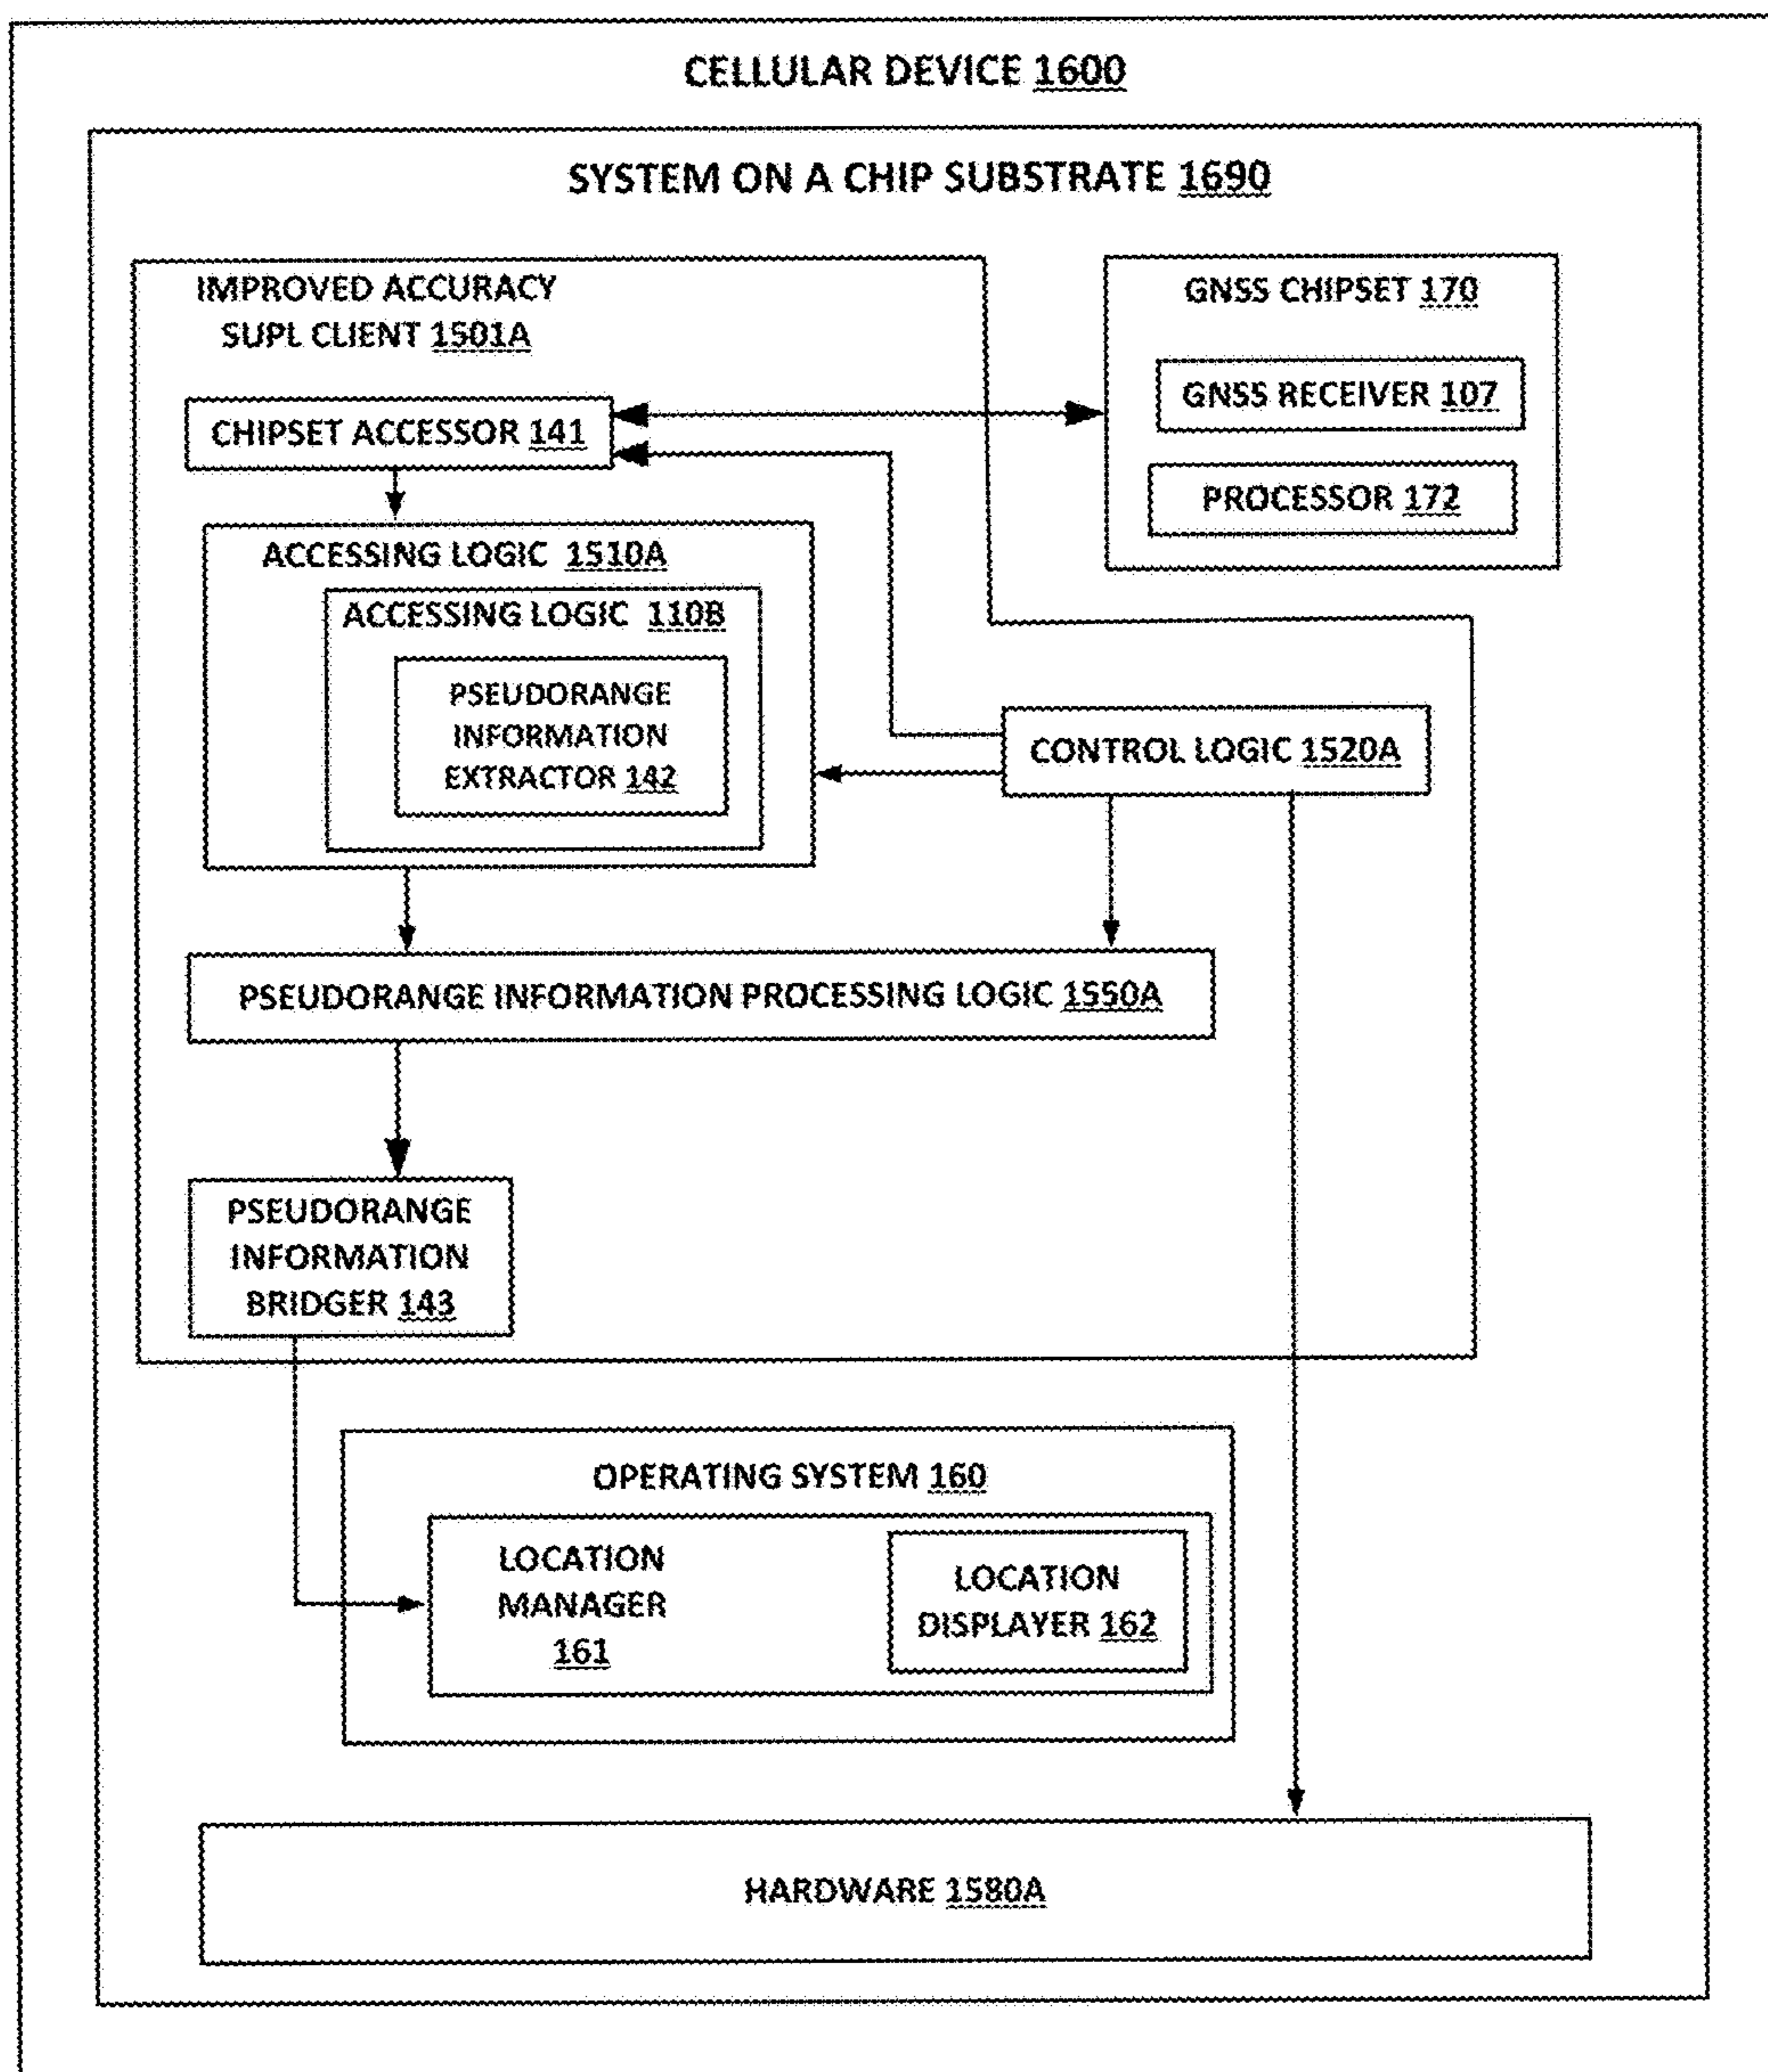 CELLULAR DEVICE 1600
SYSTEM ON A CHIP SUBSTRATE 1690
IMPROVED ACCURACY
SUPL CLIENT 1501A
GNSS CHIPSET 170
GNSS RECEIVER 107
PROCESSOR 172
CHIPSET ACCESSOR 141
ACCESSING LOGIC 1510A
ACCESSING LOGIC 110B
PSEUDORANGE
INFORMATION
EXTRACTOR 142
CONTROL LOGIC 1520A
PSEUDORANGE INFORMATION PROCESSING LOGIC 1550A
PSEUDORANGE
INFORMATION
BRIDGER 143
OPERATING SYSTEM 160
LOCATION
MANAGER
161
LOCATION
DISPLAYER 162
HARDWARE 1580A